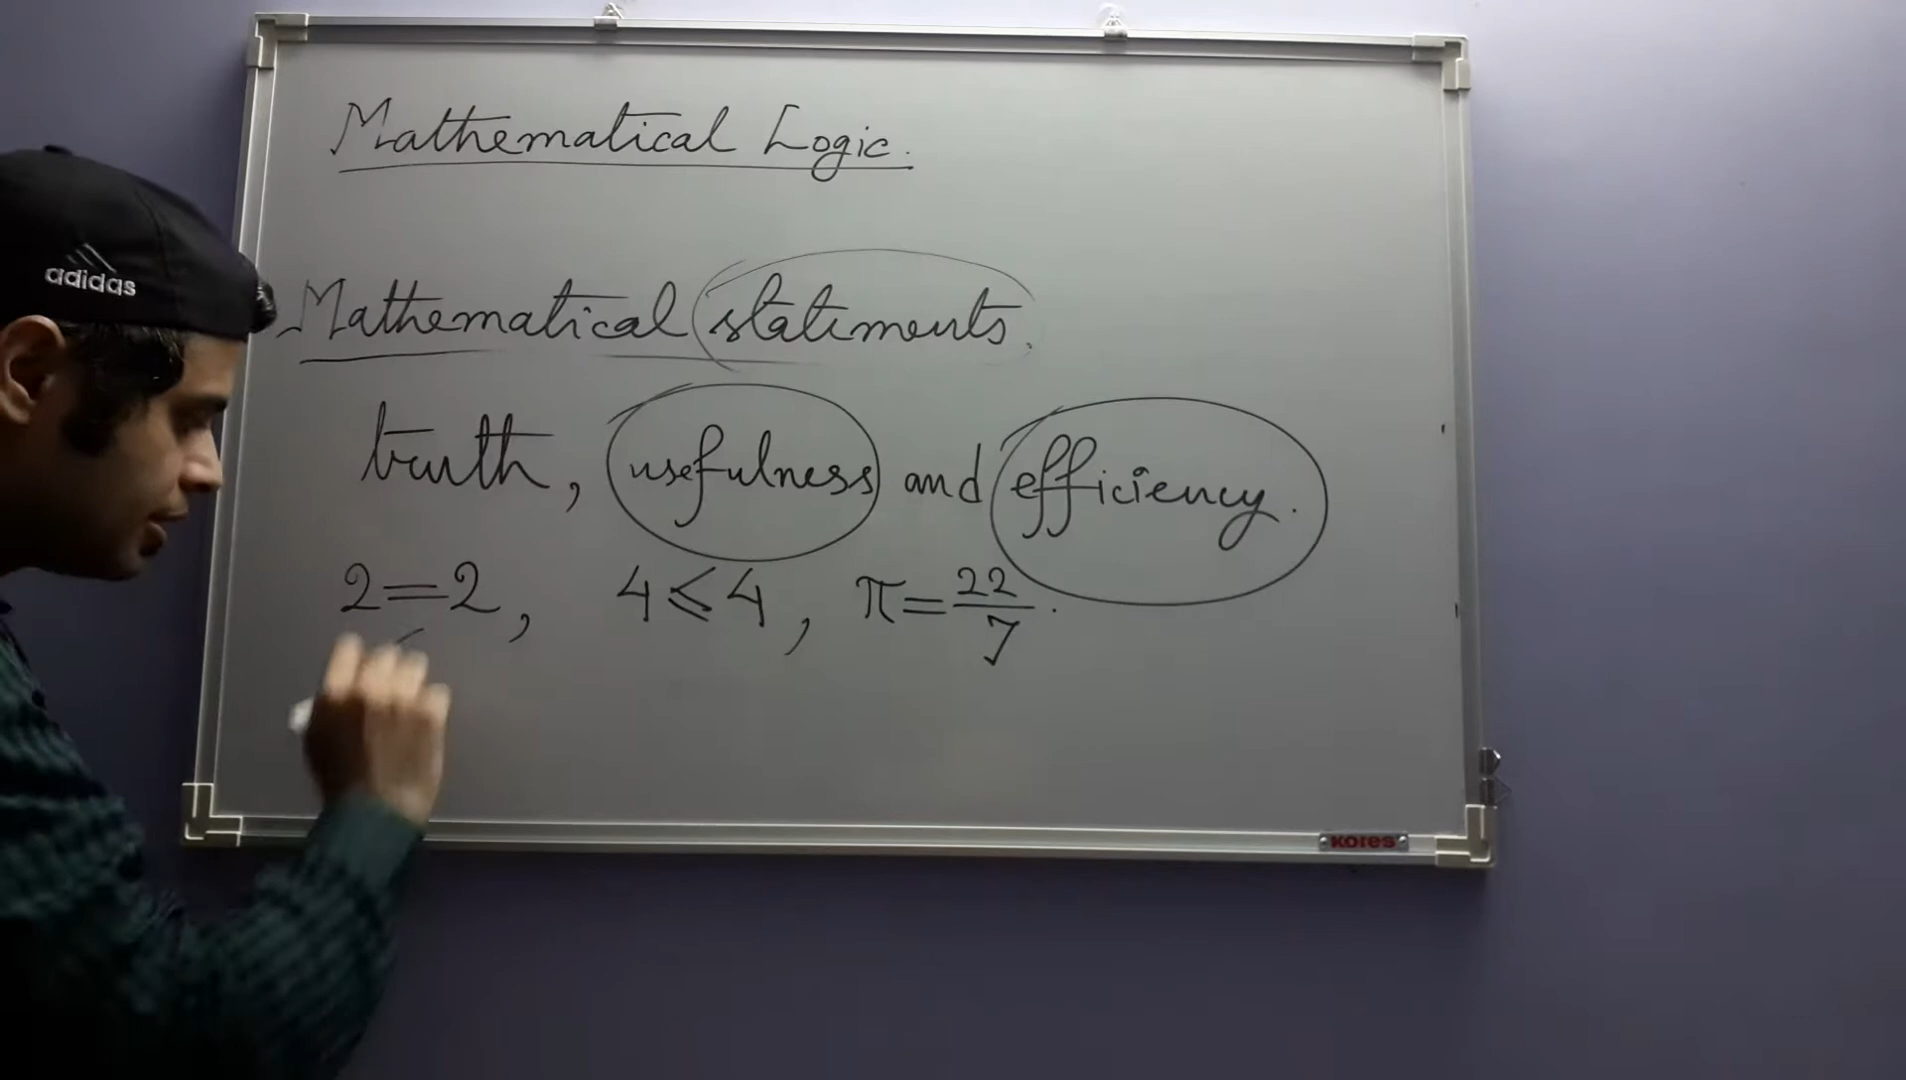 Mathematical Logic.
adidas
Mathematical statements.
truth, usefulness and efficiency.
2=2, 4⩽4, π=22/7.
Kores